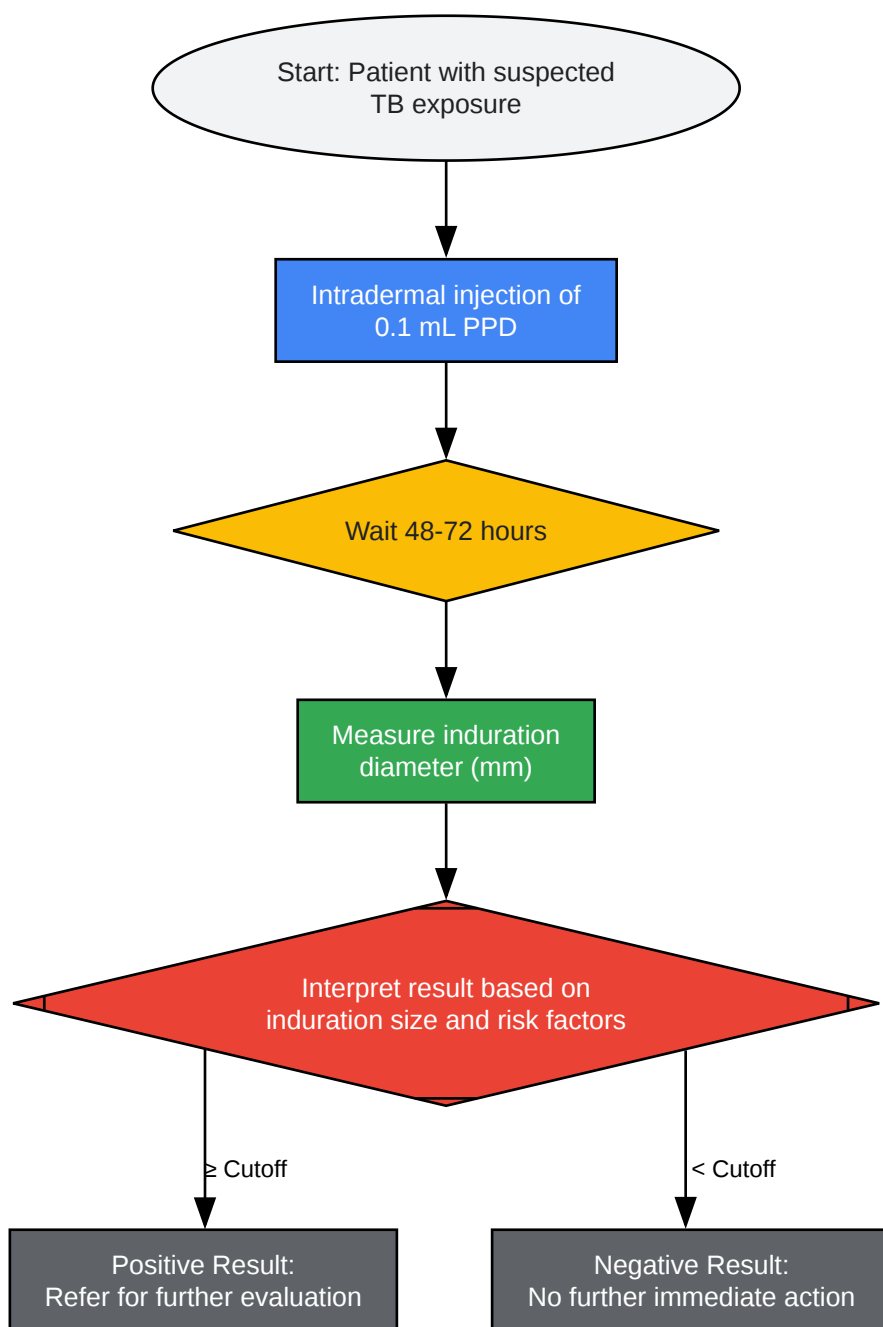 Start: Patient with suspected
TB exposure
Intradermal injection of
0.1 mL PPD
Wait 48-72 hours
Measure induration
diameter (mm)
Interpret result based on
induration size and risk factors
≥ Cutoff
< Cutoff
Positive Result:
Refer for further evaluation
Negative Result:
No further immediate action